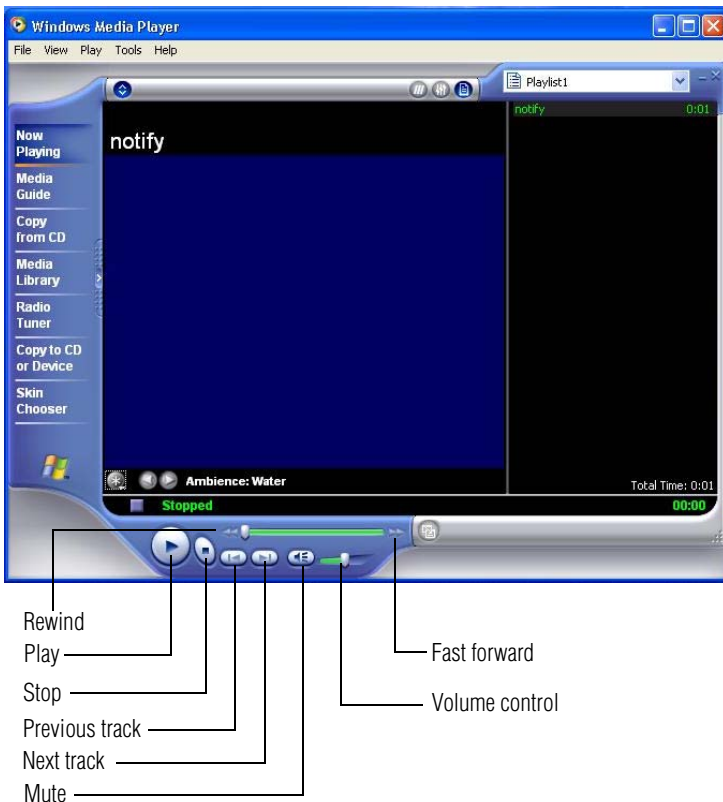 Windows Media Player
File View Play Tools Help
Playlist1
notify 0:01
Now
Playing
Media
Guide
Copy
from CD
Media
Library
Radio
Tuner
Copy to CD
or Device
Skin
Chooser
notify
Ambience: Water
Total Time: 0:01
Stopped
00:00
Rewind
Play
Stop
Previous track
Next track
Mute
Fast forward
Volume control